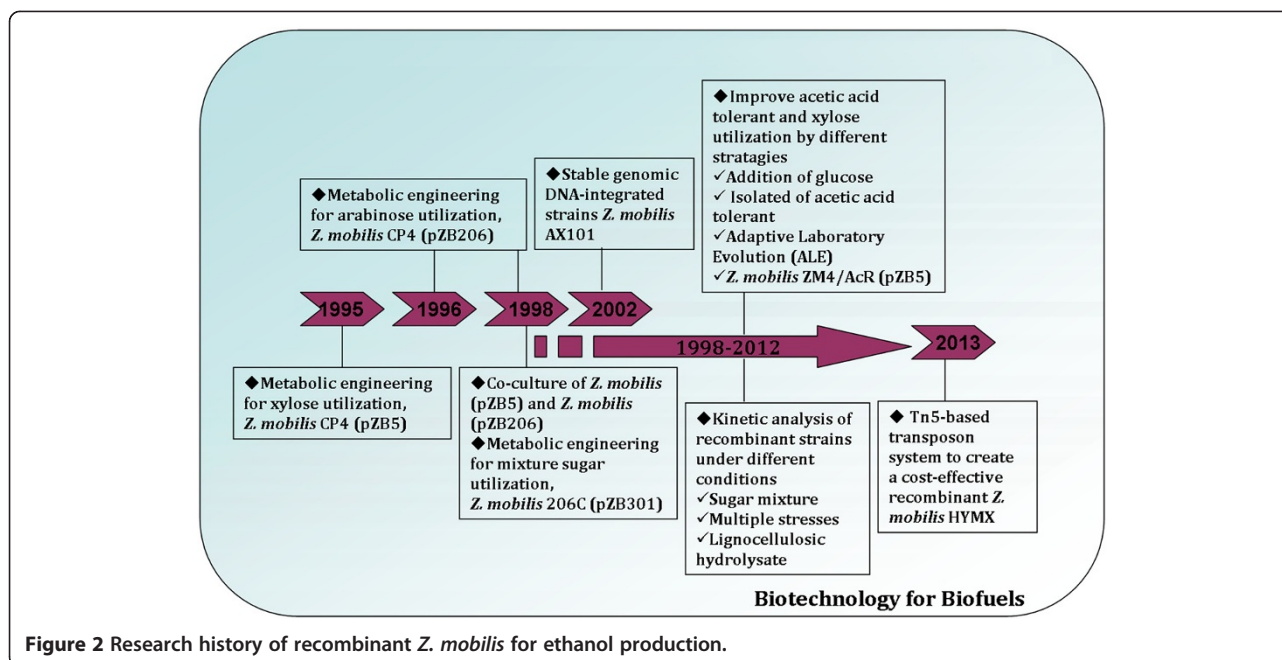 ◆Metabolic engineering
for arabinose utilization,
Z. mobilis CP4 (pZB206)
◆Stable genomic
DNA-integrated
strains Z. mobilis
AX101
◆Improve acetic acid
tolerant and xylose
utilization by different
stratagies
✓Addition of glucose
✓ Isolated of acetic acid
tolerant
✓Adaptive Laboratory
Evolution (ALE)
✓Z. mobilis ZM4/AcR (pZB5)
1995
1996
1998
2002
1998-2012
2013
◆Metabolic engineering
for xylose utilization,
Z. mobilis CP4 (pZB5)
◆Co-culture of Z. mobilis
(pZB5) and Z. mobilis
(pZB206)
◆Metabolic engineering
for mixture sugar
utilization,
Z. mobilis 206C (pZB301)
◆Kinetic analysis of
recombinant strains
under different
conditions
✓Sugar mixture
✓Multiple stresses
✓Lignocellulosic
hydrolysate
◆ Tn5-based
transposon
system to create
a cost-effective
recombinant Z.
mobilis HYMX
Biotechnology for Biofuels
Figure 2 Research history of recombinant Z. mobilis for ethanol production.